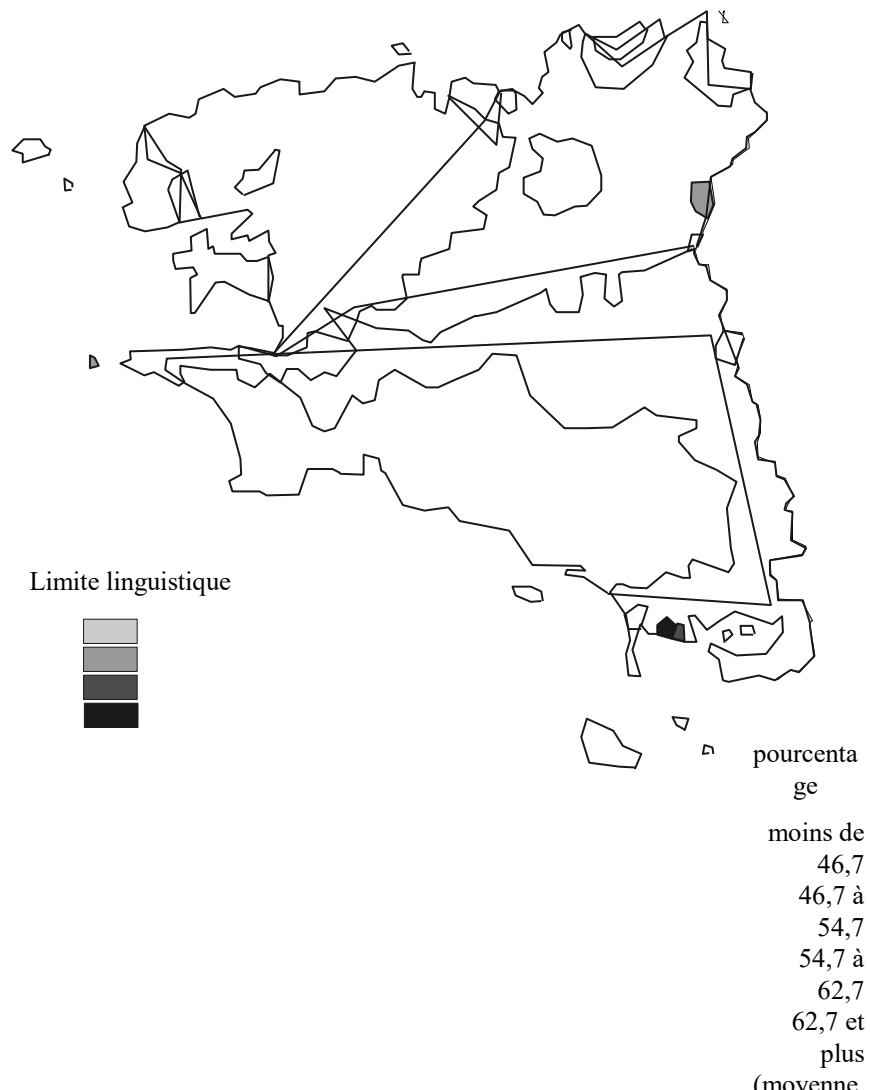 Limite linguistique
pourcenta
ge
moins de
46,7
46,7 à
54,7
54,7 à
62,7
62,7 et
plus
(moyenne